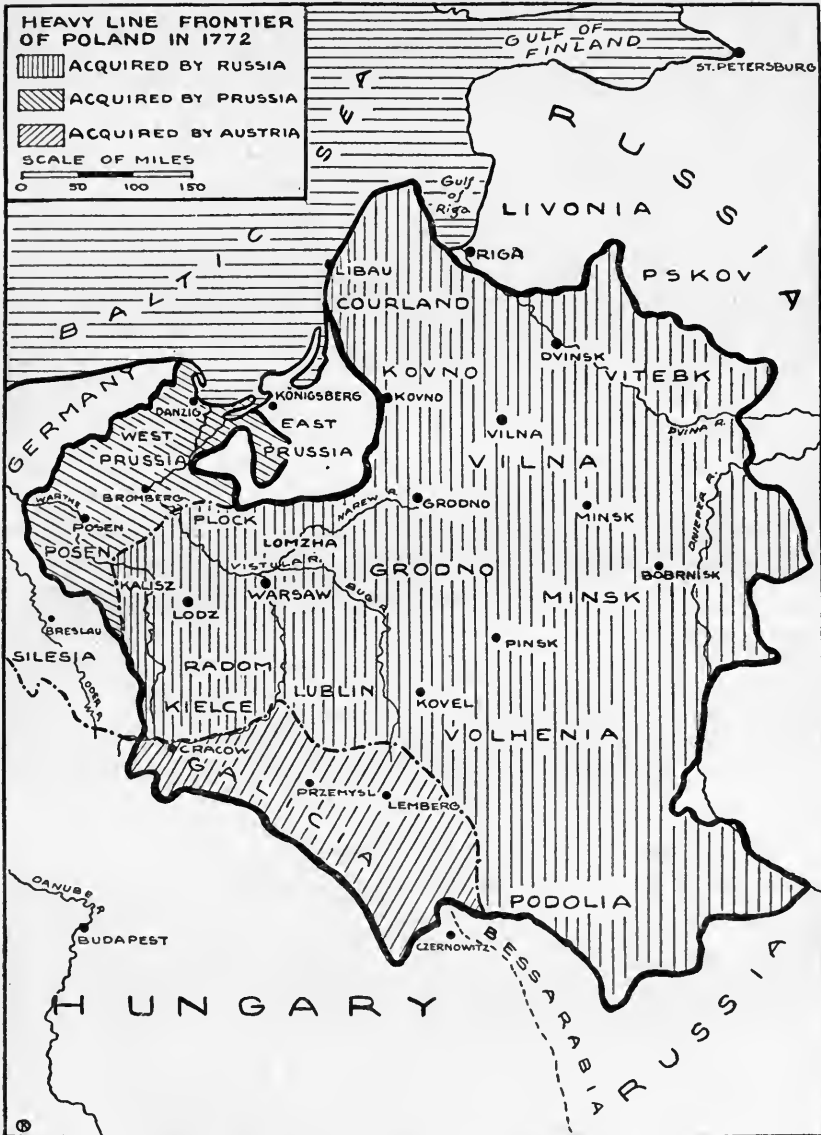 HEAVY LINE FRONTIER
OF POLAND IN 1772
ACQUIRED BY RUSSIA
ACQUIRED BY PRUSSIA
ACQUIRED BY AUSTRIA
SCALE OF MILES
0 50 100 150
GULF OF
FINLAND
ST. PETERSBURG
BALTIC SEA
RUSSIA
Gulf
of
Riga
LIVONIA
RIGA
PSKOV
LIBAU
COURLAND
DVINSK
KOVNO
VITEBK
GERMANY
DANZIG
KÖNIGSBERG
KOVNO
EAST
PRUSSIA
WEST
PRUSSIA
VILNA
DVINA R.
VILNA
BROMBERG
WARTHE
POSEN
PLOCK
NAREW R.
GRODNO
MINSK
DNIEBER R.
LOMZHA
POSEN
VISTULA R.
GRODNO
BOBRNISK
KALISZ
WARSAW
BUG R.
MINSK
LODZ
BRESLAU
PINSK
SILESIA
RADOM
ODER R.
LUBLIN
KIELCE
KOVEL
VOLHENIA
CRACOW
GALCA
PRZEMYSL
LEMBERG
DANUBE R.
PODOLIA
BUDAPEST
CZERNOWITZ
BESSARABIA
HUNGARY
RUSSIA
®